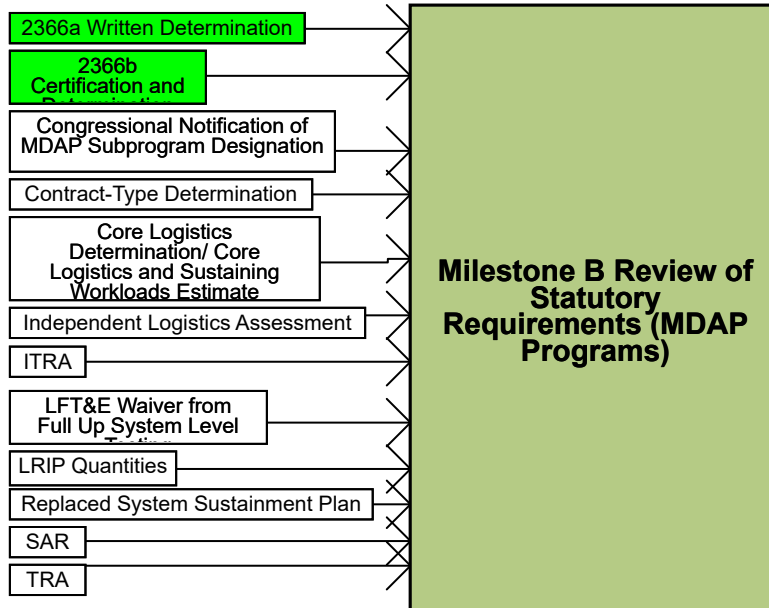 2366a Written Determination
2366b
Certification and
Determination
Congressional Notification of
MDAP Subprogram Designation
Contract-Type Determination
Core Logistics
Determination/ Core
Logistics and Sustaining
Workloads Estimate
Independent Logistics Assessment
ITRA
LFT&E Waiver from
Full Up System Level
Testing
LRIP Quantities
Replaced System Sustainment Plan
SAR
TRA
Milestone B Review of
Statutory
Requirements (MDAP
Programs)